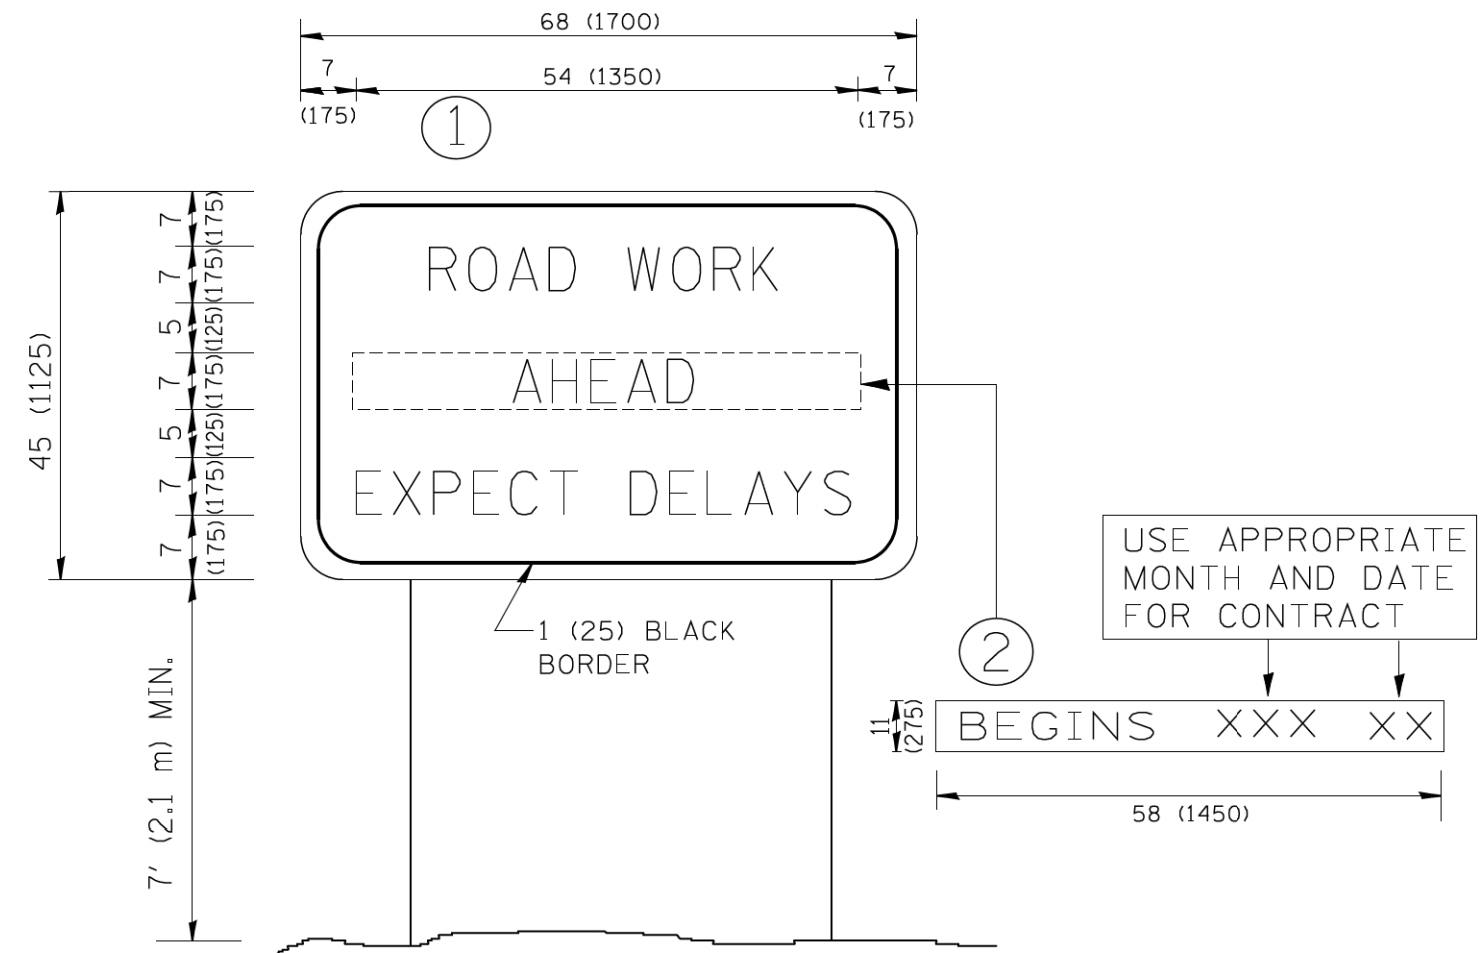 68 (1700)
7
54 (1350)
7
(175)
(175)
1
45 (1125)
7
(175)
7
(175)
5
(125)
7
(175)
5
(125)
7
(175)
7
(175)
ROAD WORK
AHEAD
EXPECT DELAYS
1 (25) BLACK
BORDER
7' (2.1 m) MIN.
USE APPROPRIATE
MONTH AND DATE
FOR CONTRACT
2
11
(275)
BEGINS XXX XX
58 (1450)